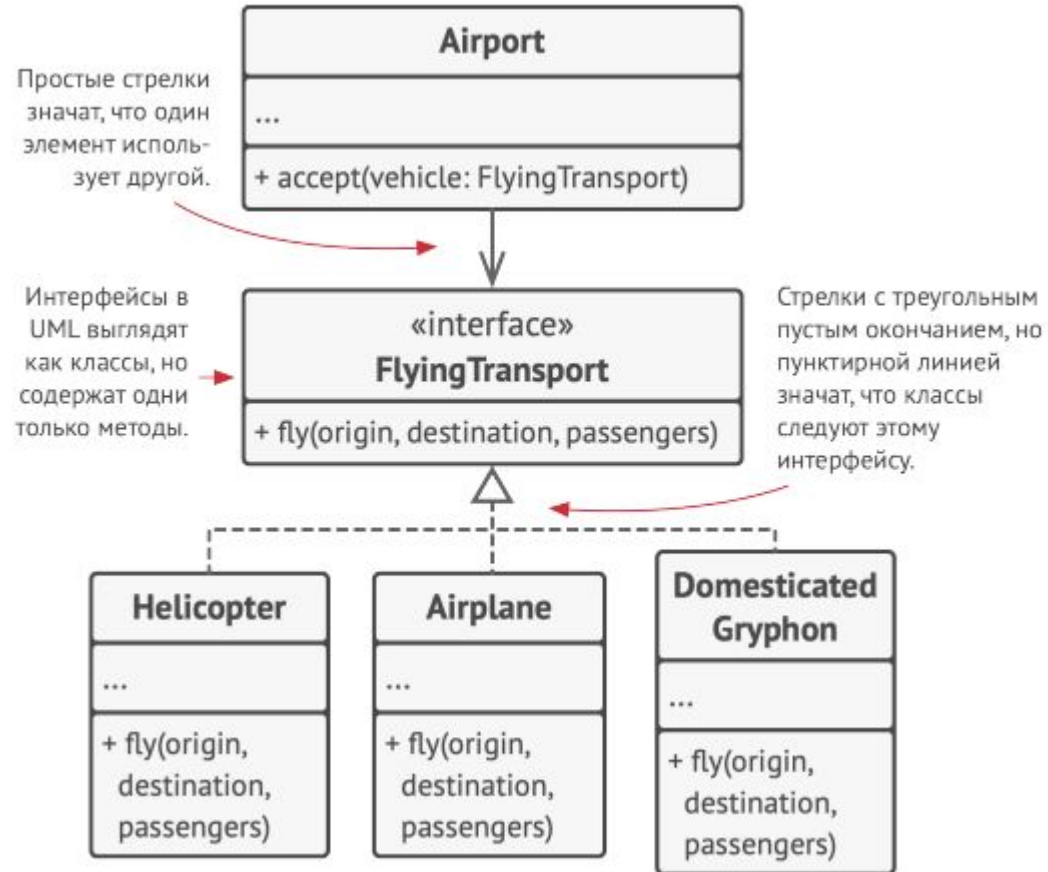 Airport
...
+ accept(vehicle: FlyingTransport)
Простые стрелки
значат, что один
элемент исполь-
зует другой.
«interface»
FlyingTransport
+ fly(origin, destination, passengers)
Интерфейсы в
UML выглядят
как классы, но
содержат одни
только методы.
Стрелки с треугольным
пустым окончанием, но
пунктирной линией
значат, что классы
следуют этому
интерфейсу.
Helicopter
...
+ fly(origin,
destination,
passengers)
Airplane
...
+ fly(origin,
destination,
passengers)
Domesticated
Gryphon
...
+ fly(origin,
destination,
passengers)